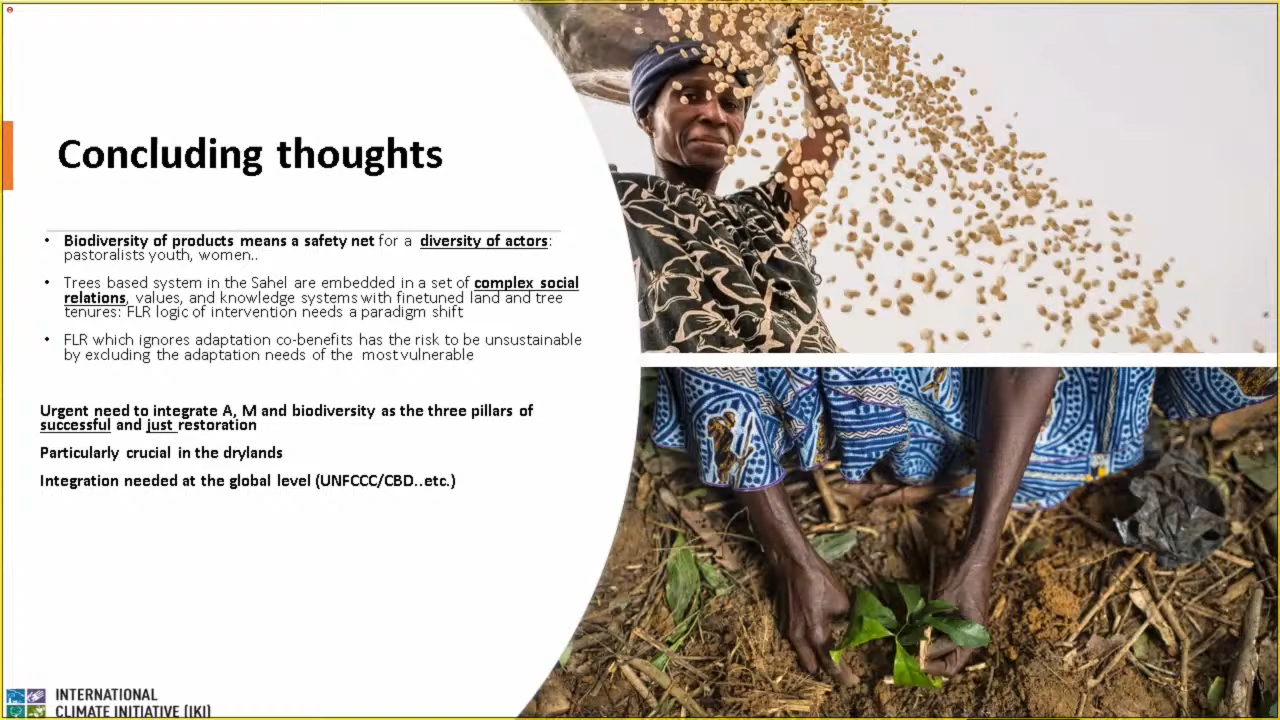 Concluding thoughts
• Biodiversity of products means a safety net for a diversity of actors:
pastoralists youth, women..
• Trees based system in the Sahel are embedded in a set of complex social
relations, values, and knowledge systems with finetuned land and tree
tenures: FLR logic of intervention needs a paradigm shift
• FLR which ignores adaptation co-benefits has the risk to be unsustainable
by excluding the adaptation needs of the most vulnerable
Urgent need to integrate A, M and biodiversity as the three pillars of
successful and just restoration
Particularly crucial in the drylands
Integration needed at the global level (UNFCCC/CBD..etc.)
INTERNATIONAL
CLIMATE INITIATIVE (IKI)